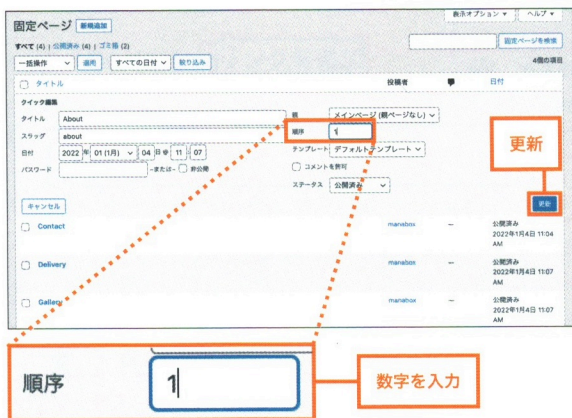 表示オプション ▼ ヘルプ ▼
固定ページ 新規追加
すべて (4) | 公開済み (4) | ゴミ箱 (2)
固定ページを検索
一括操作 適用 すべての日付 絞り込み
4個の項目
タイトル 投稿者 日付
クイック編集
タイトル About
親 メインページ (親ページなし)
スラッグ about
順序 1
日付 2022 年 01 (1月) 04 日 @ 11 : 07
テンプレート デフォルトテンプレート
パスワード –または– 非公開
コメントを許可
ステータス 公開済み
更新
キャンセル 更新
Contact manabox — 公開済み
2022年1月4日 11:04
AM
Delivery manabox — 公開済み
2022年1月4日 11:07
AM
Gallery manabox — 公開済み
2022年1月4日 11:07
AM
順序 1
数字を入力